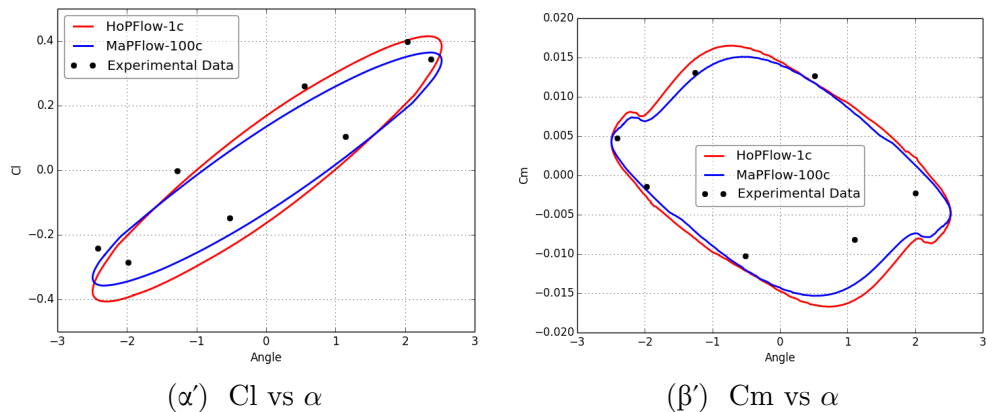 HoPFlow-1c
MaPFlow-100c
Experimental Data
0.4
0.2
0.0
−0.2
−0.4
Cl
−3
−2
−1
0
1
2
3
Angle
(α′) Cl vs α
HoPFlow-1c
MaPFlow-100c
Experimental Data
0.020
0.015
0.010
0.005
0.000
−0.005
−0.010
−0.015
−0.020
Cm
−3
−2
−1
0
1
2
3
Angle
(β′) Cm vs α